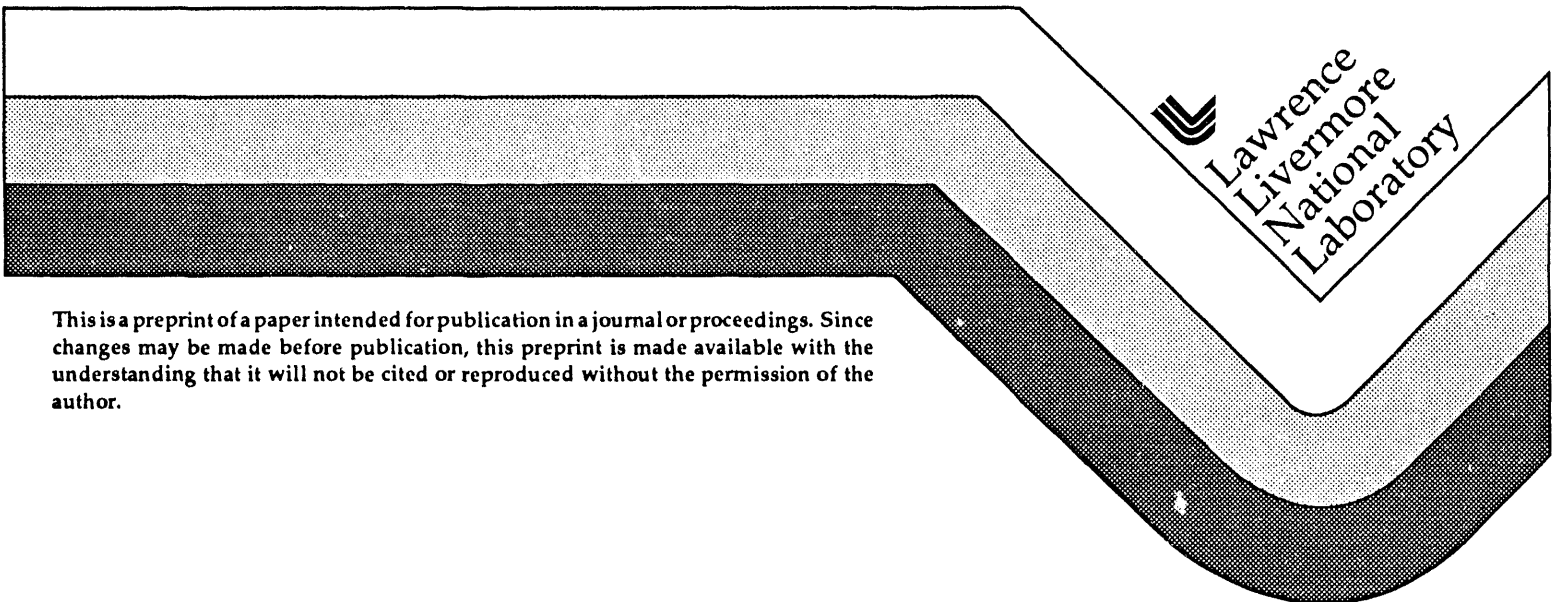 Lawrence
Livermore
National
Laboratory
This is a preprint of a paper intended for publication in a journal or proceedings. Since
changes may be made before publication, this preprint is made available with the
understanding that it will not be cited or reproduced without the permission of the
author.